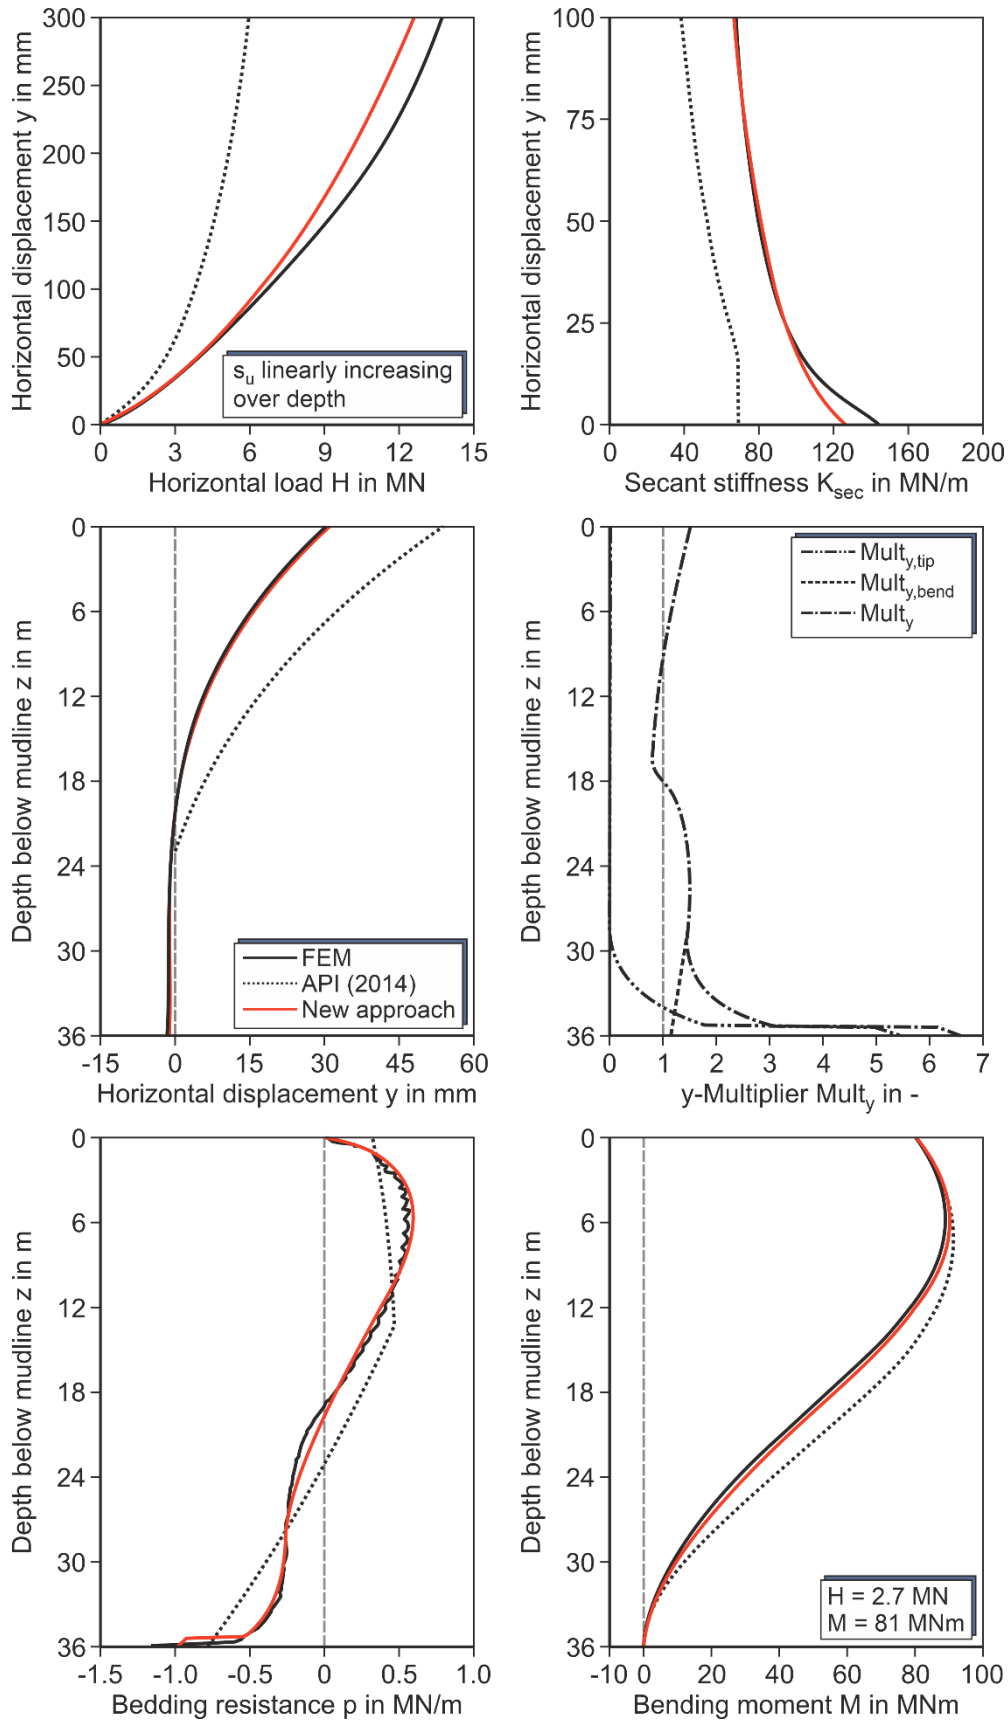 300
250
200
150
100
50
0
Horizontal displacement y in mm
s_u linearly increasing
over depth
0 3 6 9 12 15
Horizontal load H in MN
100
75
50
25
0
Horizontal displacement y in mm
0 40 80 120 160 200
Secant stiffness K_sec in MN/m
0
6
12
18
24
30
36
Depth below mudline z in m
FEM
API (2014)
New approach
-15 0 15 30 45 60
Horizontal displacement y in mm
0
6
12
18
24
30
36
Depth below mudline z in m
Mult_y,tip
Mult_y,bend
Mult_y
0 1 2 3 4 5 6 7
y-Multiplier Mult_y in -
0
6
12
18
24
30
36
Depth below mudline z in m
-1.5 -1.0 -0.5 0 0.5 1.0
Bedding resistance p in MN/m
0
6
12
18
24
30
36
Depth below mudline z in m
H = 2.7 MN
M = 81 MNm
-10 0 20 40 60 80 100
Bending moment M in MNm